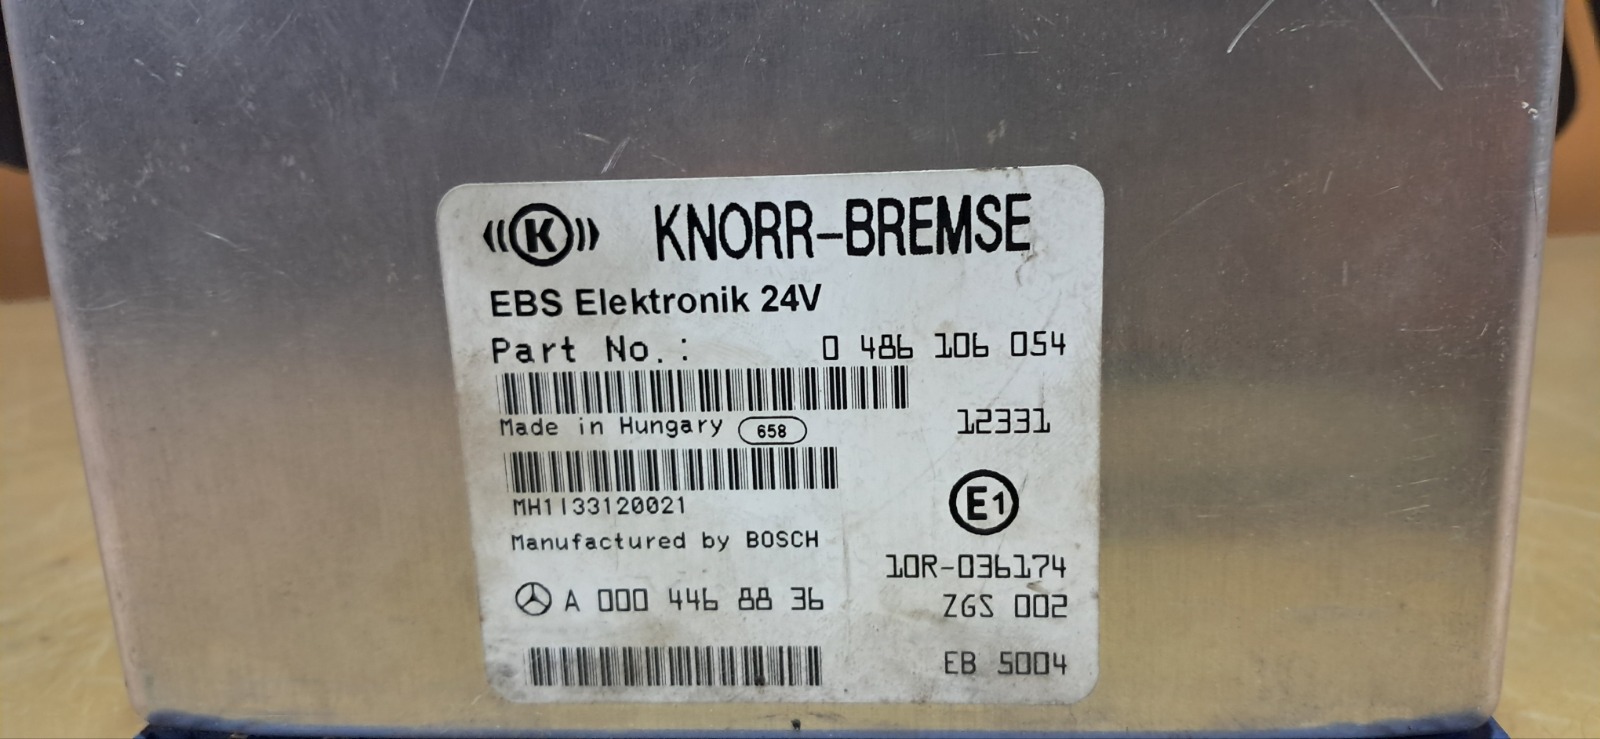 ((K)) KNORR-BREMSE
EBS Elektronik 24V
Part No.: 0 486 106 054
12331
Made in Hungary 658
MH1I33120021
E1
Manufactured by BOSCH
10R-036174
A 000 446 88 36 ZGS 002
EB 5004